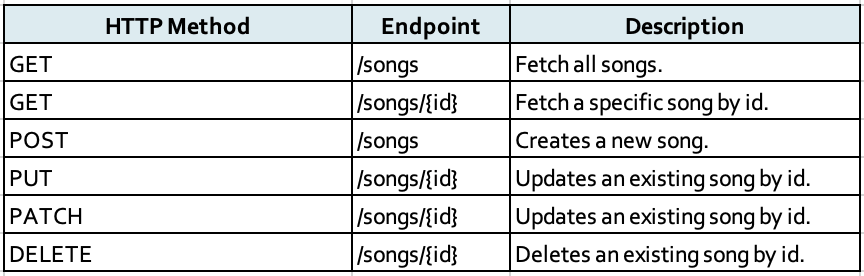 HTTP Method Endpoint Description
GET /songs Fetch all songs.
GET /songs/{id} Fetch a specific song by id.
POST /songs Creates a new song.
PUT /songs/{id} Updates an existing song by id.
PATCH /songs/{id} Updates an existing song by id.
DELETE /songs/{id} Deletes an existing song by id.